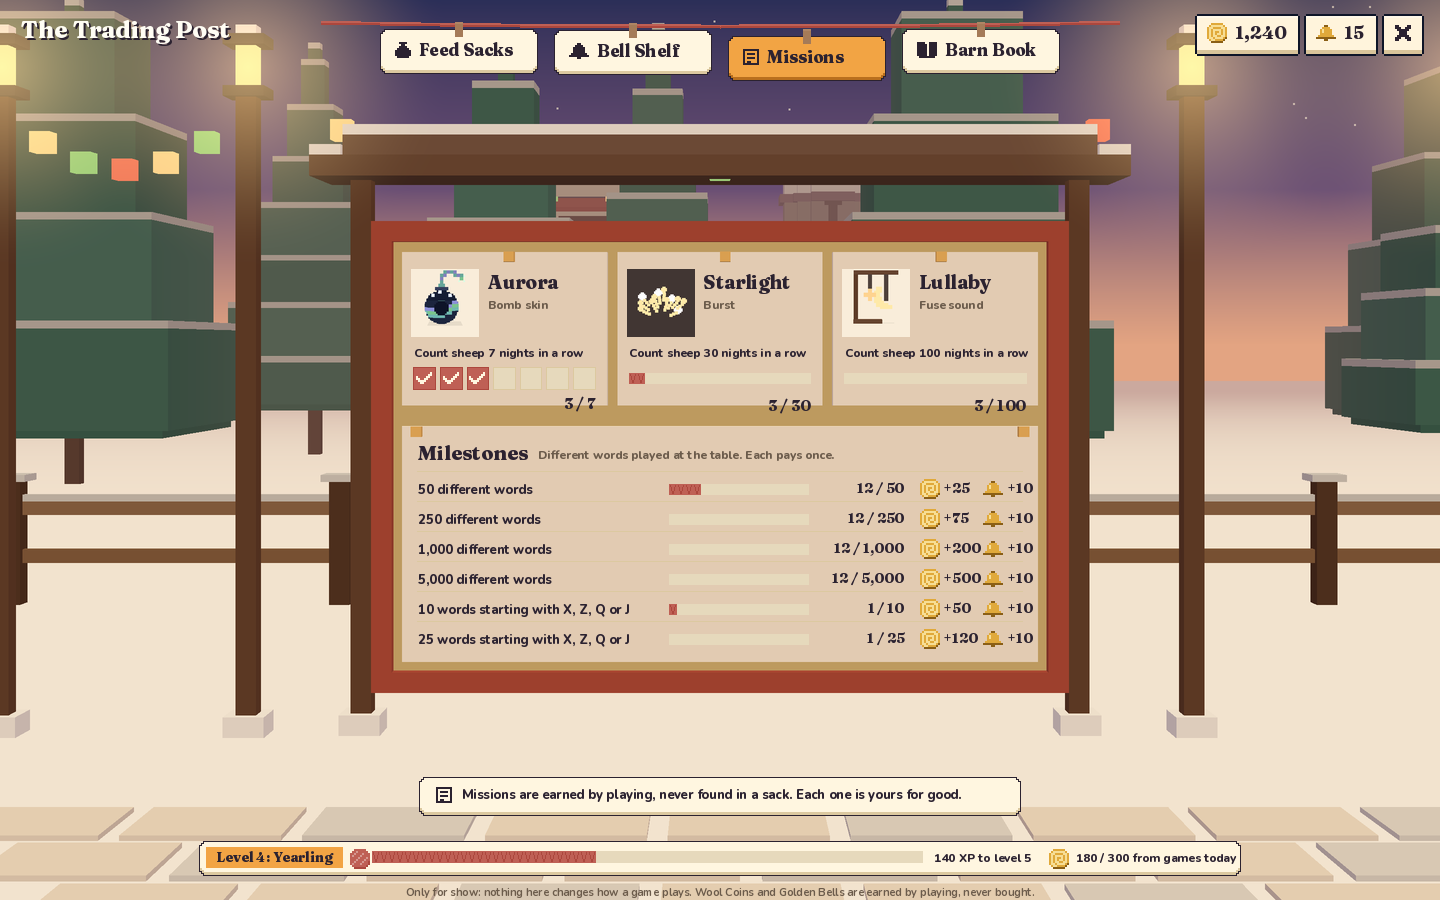 The Trading Post
Feed Sacks
Bell Shelf
Missions
Barn Book
1,240
15
Aurora
Bomb skin
Count sheep 7 nights in a row
3 / 7
Starlight
Burst
Count sheep 30 nights in a row
3 / 30
Lullaby
Fuse sound
Count sheep 100 nights in a row
3 / 100
Milestones Different words played at the table. Each pays once.
50 different words 12 / 50 +25 +10
250 different words 12 / 250 +75 +10
1,000 different words 12 / 1,000 +200 +10
5,000 different words 12 / 5,000 +500 +10
10 words starting with X, Z, Q or J 1 / 10 +50 +10
25 words starting with X, Z, Q or J 1 / 25 +120 +10
Missions are earned by playing, never found in a sack. Each one is yours for good.
Level 4: Yearling 140 XP to level 5 180 / 300 from games today
Only for show: nothing here changes how a game plays. Wool Coins and Golden Bells are earned by playing, never bought.